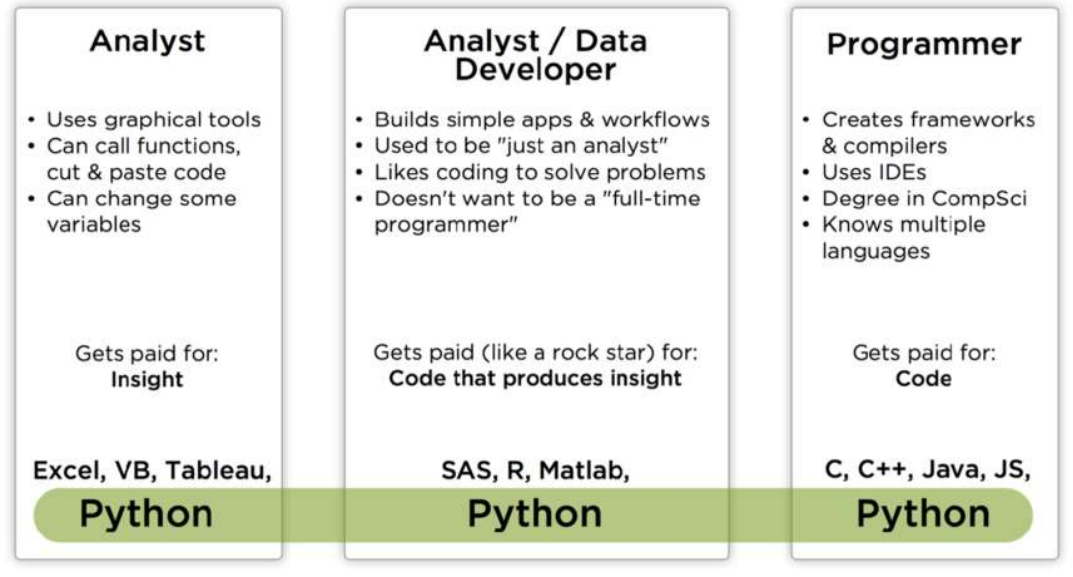 Analyst
• Uses graphical tools
• Can call functions,
cut & paste code
• Can change some
variables
Gets paid for:
Insight
Excel, VB, Tableau,
Python
Analyst / Data
Developer
• Builds simple apps & workflows
• Used to be "just an analyst"
• Likes coding to solve problems
• Doesn't want to be a "full-time
programmer"
Gets paid (like a rock star) for:
Code that produces insight
SAS, R, Matlab,
Python
Programmer
• Creates frameworks
& compilers
• Uses IDEs
• Degree in CompSci
• Knows multiple
languages
Gets paid for:
Code
C, C++, Java, JS,
Python